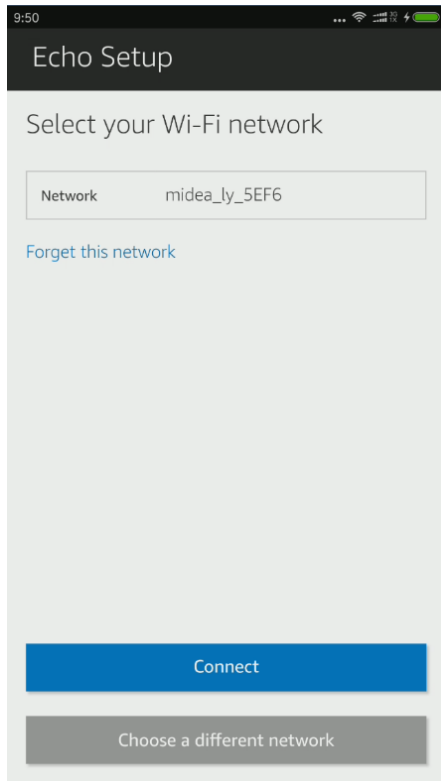 9:50
Echo Setup
Select your Wi-Fi network
Network midea_ly_5EF6
Forget this network
Connect
Choose a different network